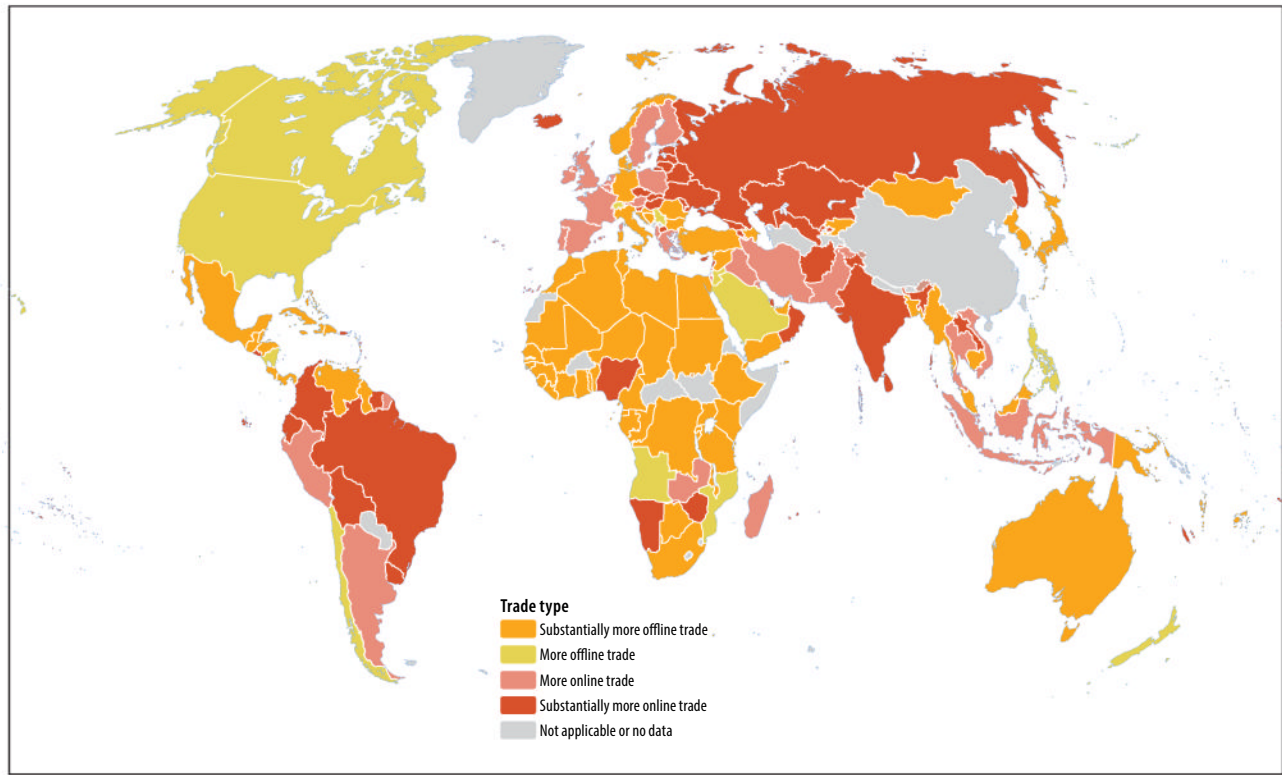 Trade type
Substantially more offline trade
More offline trade
More online trade
Substantially more online trade
Not applicable or no data